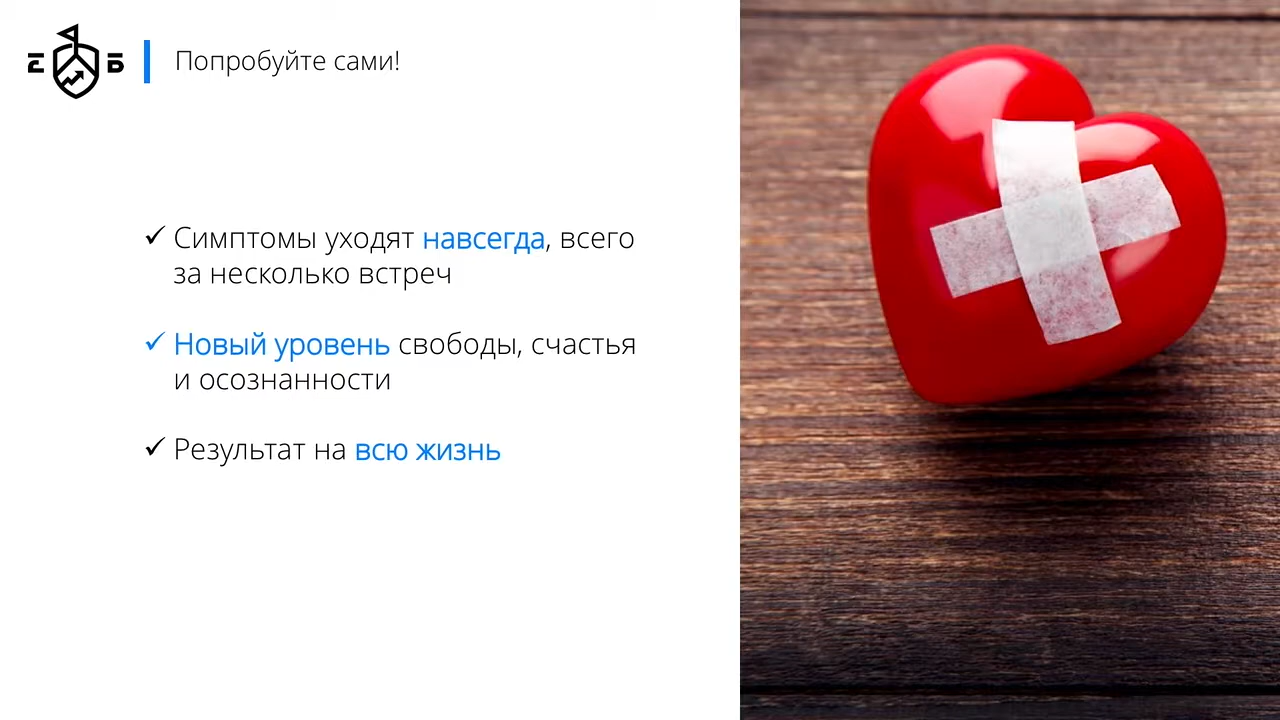 Е Б
Попробуйте сами!
✓ Симптомы уходят навсегда, всего
за несколько встреч
✓ Новый уровень свободы, счастья
и осознанности
✓ Результат на всю жизнь